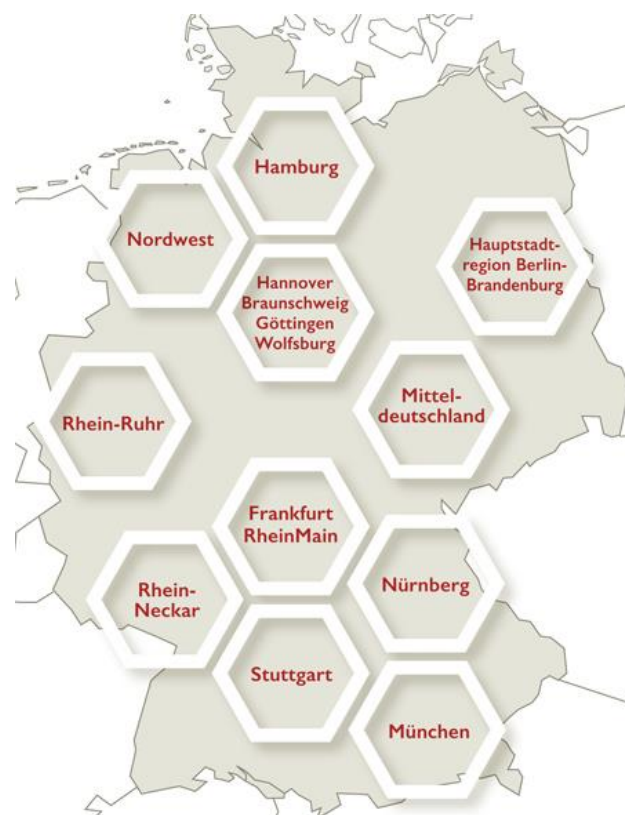 Hamburg
Nordwest
Hauptstadt-
region Berlin-
Brandenburg
Hannover
Braunschweig
Göttingen
Wolfsburg
Mittel-
deutschland
Rhein-Ruhr
Frankfurt
RheinMain
Rhein-
Neckar
Nürnberg
Stuttgart
München